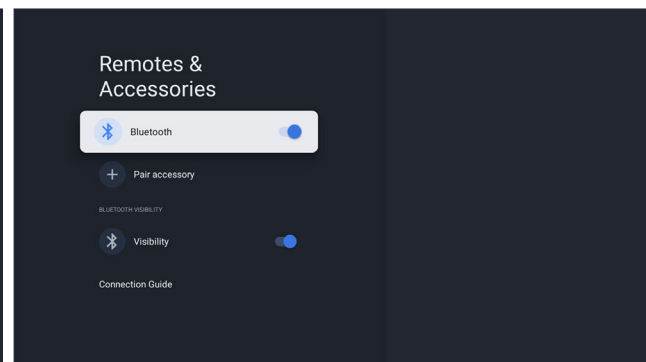 Remotes &
Accessories
Bluetooth
Pair accessory
BLUETOOTH VISIBILITY
Visibility
Connection Guide